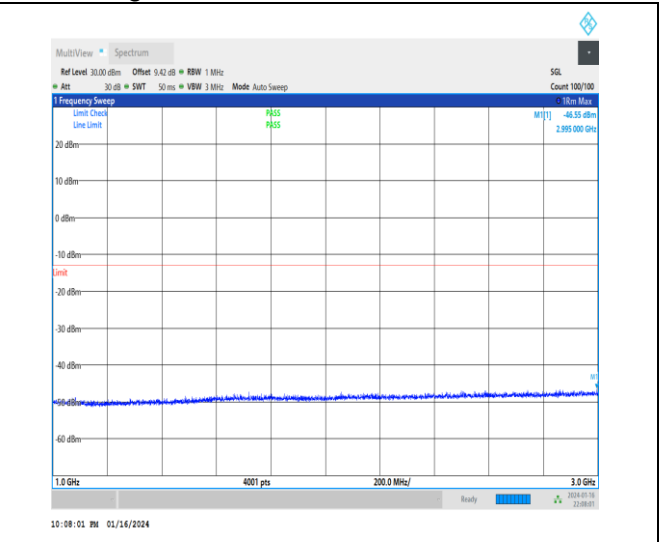 MultiView Spectrum
Ref Level 30.00 dBm Offset 9.42 dB RBW 1 MHz SGL
Att 30 dB SWT 50 ms VBW 3 MHz Mode Auto Sweep Count 100/100
1 Frequency Sweep 1Rm Max
Limit Check PASS M1[1] -46.55 dBm
Line Limit PASS 2.995 000 GHz
20 dBm
10 dBm
0 dBm
-10 dBm
Limit
-20 dBm
-30 dBm
-40 dBm
M1
-50 dBm
-60 dBm
1.0 GHz 4001 pts 200.0 MHz/ 3.0 GHz
Ready 2024-01-16
22:08:01
10:08:01 PM 01/16/2024